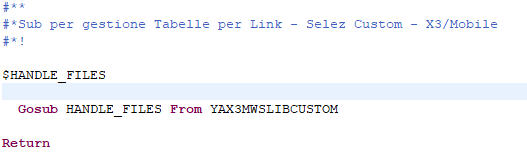 #**
#*Sub per gestione Tabelle per Link - Selez Custom - X3/Mobile
#*!
$HANDLE_FILES
Gosub HANDLE_FILES From YAX3MWSLIBCUSTOM
Return